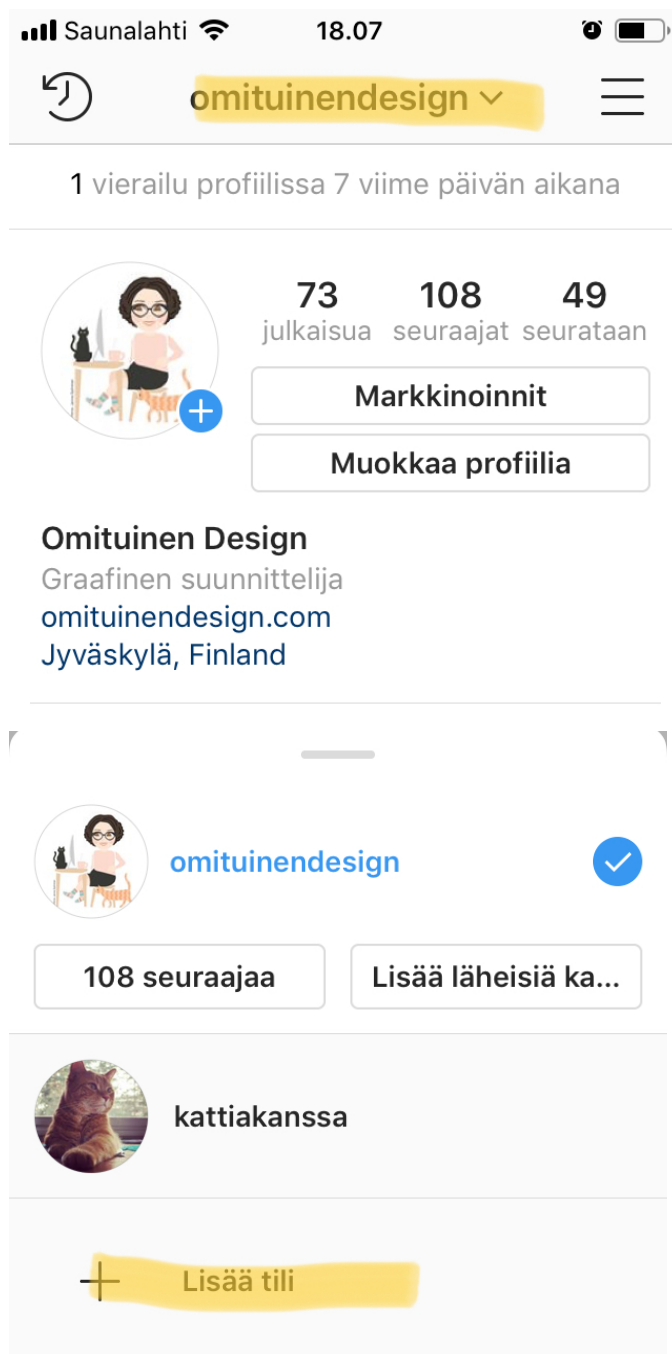 Saunalahti 18.07
omituinendesign
1 vierailu profiilissa 7 viime päivän aikana
73 108 49
julkaisua seuraajat seurataan
Markkinoinnit
Muokkaa profiilia
Omituinen Design
Graafinen suunnittelija
omituinendesign.com
Jyväskylä, Finland
omituinendesign
108 seuraajaa Lisää läheisiä ka...
kattiakanssa
Lisää tili